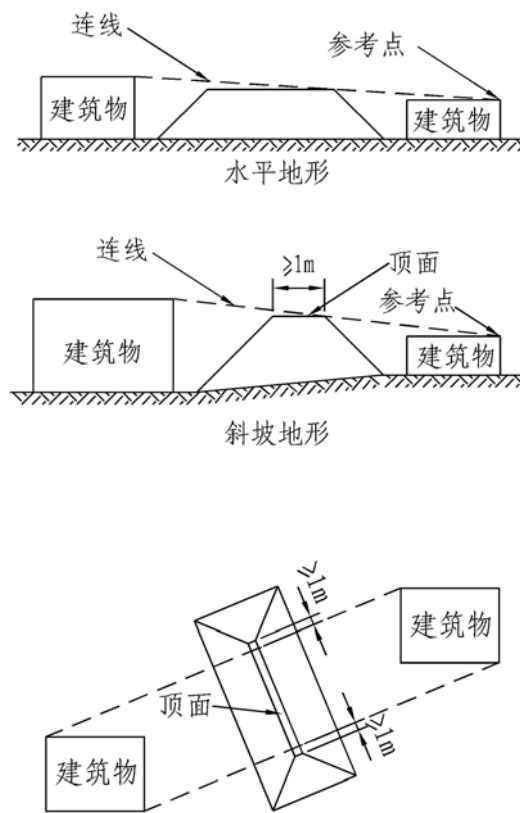 连线
参考点
建筑物
建筑物
水平地形
连线
≥1m
顶面
参考点
建筑物
建筑物
斜坡地形
≥1m
建筑物
顶面
≥1m
建筑物